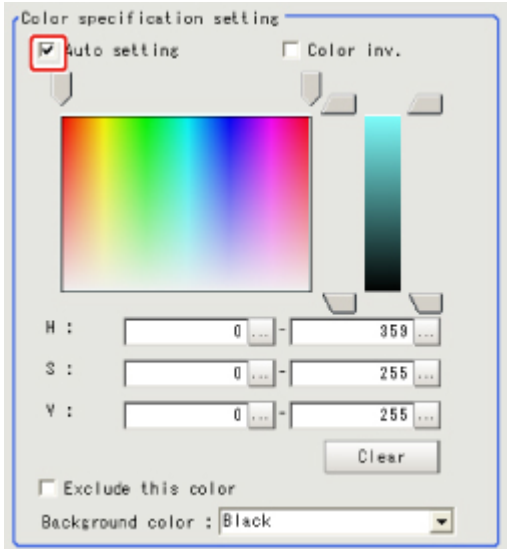 Color specification setting
Auto setting Color inv.
H : 0 ... - 359 ...
S : 0 ... - 255 ...
V : 0 ... - 255 ...
Clear
Exclude this color
Background color : Black